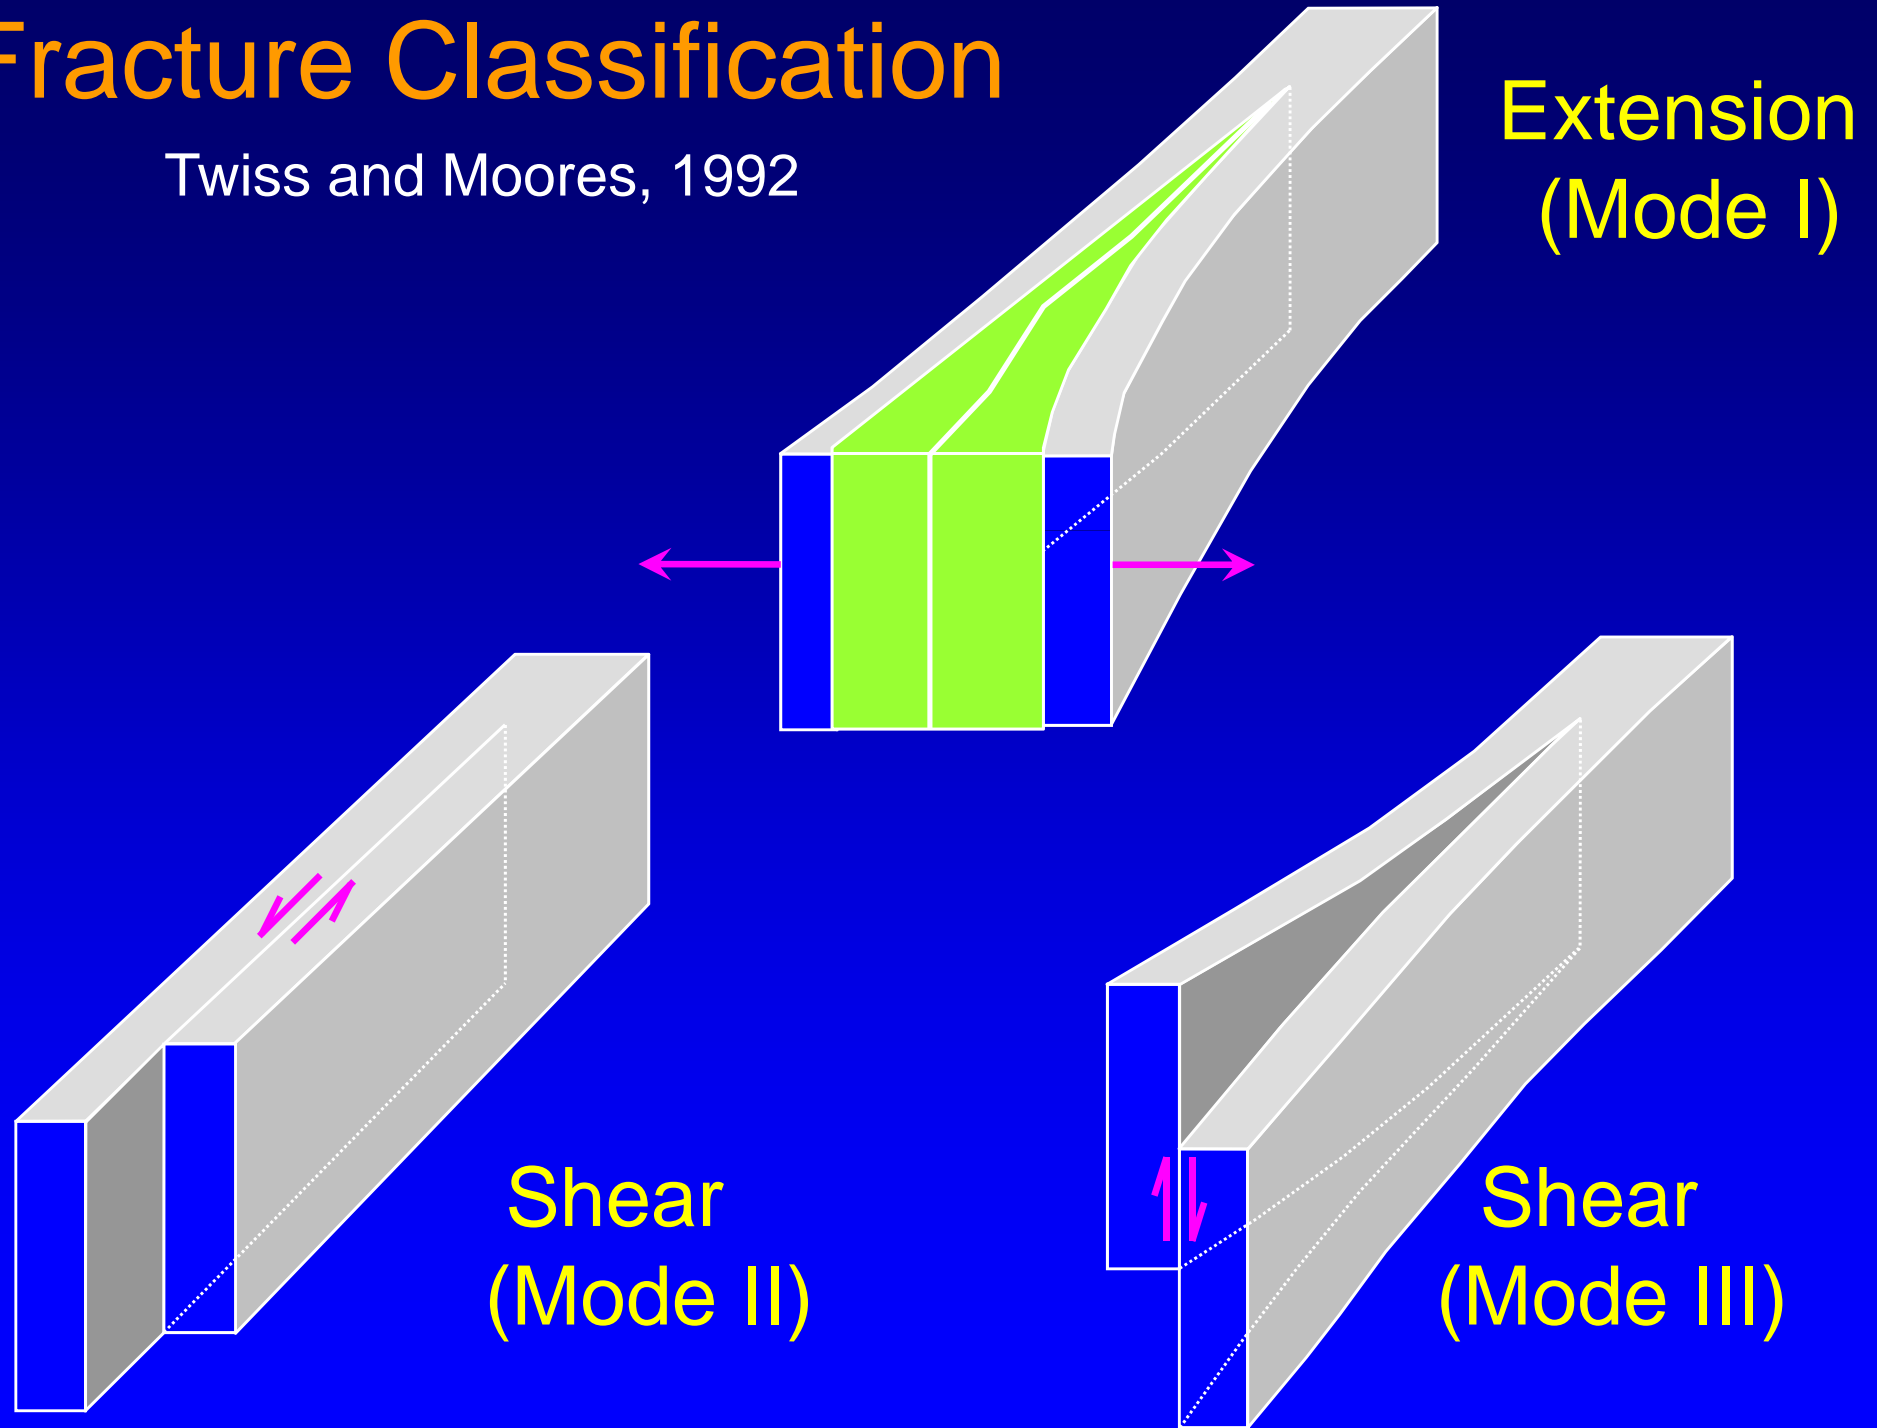 Fracture Classification
Twiss and Moores, 1992
Extension
(Mode I)
Shear
(Mode II)
Shear
(Mode III)